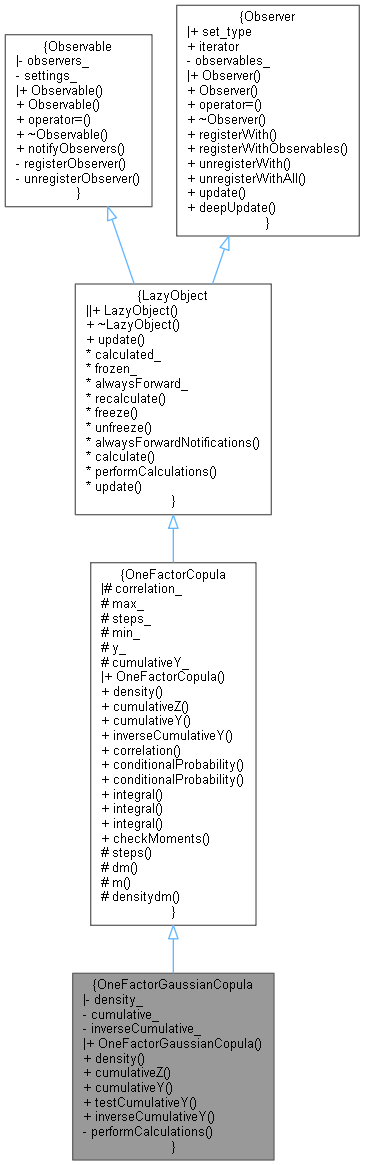 {Observable
|- observers_
- settings_
|+ Observable()
+ Observable()
+ operator=()
+ ~Observable()
+ notifyObservers()
- registerObserver()
- unregisterObserver()
}
{Observer
|+ set_type
+ iterator
- observables_
|+ Observer()
+ Observer()
+ operator=()
+ ~Observer()
+ registerWith()
+ registerWithObservables()
+ unregisterWith()
+ unregisterWithAll()
+ update()
+ deepUpdate()
}
{LazyObject
||+ LazyObject()
+ ~LazyObject()
+ update()
* calculated_
* frozen_
* alwaysForward_
* recalculate()
* freeze()
* unfreeze()
* alwaysForwardNotifications()
* calculate()
* performCalculations()
* update()
}
{OneFactorCopula
|# correlation_
# max_
# steps_
# min_
# y_
# cumulativeY_
|+ OneFactorCopula()
+ density()
+ cumulativeZ()
+ cumulativeY()
+ inverseCumulativeY()
+ correlation()
+ conditionalProbability()
+ conditionalProbability()
+ integral()
+ integral()
+ integral()
+ checkMoments()
# steps()
# dm()
# m()
# densitydm()
}
{OneFactorGaussianCopula
|- density_
- cumulative_
- inverseCumulative_
|+ OneFactorGaussianCopula()
+ density()
+ cumulativeZ()
+ cumulativeY()
+ testCumulativeY()
+ inverseCumulativeY()
- performCalculations()
}